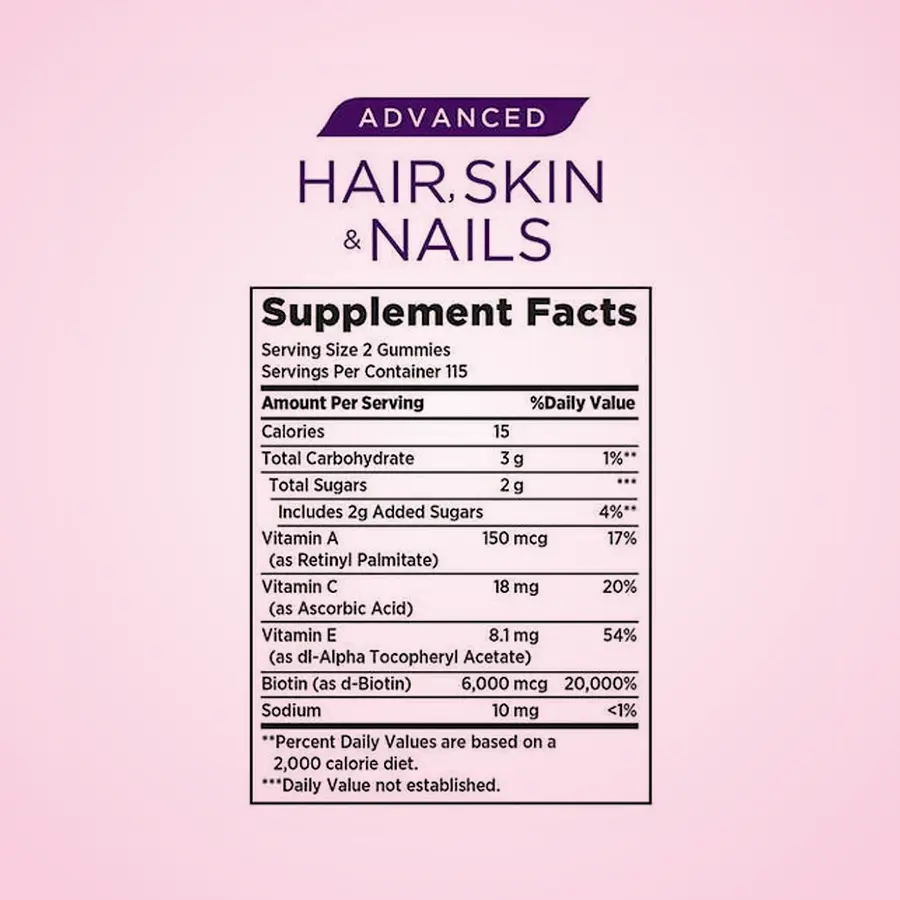 ADVANCED
HAIR, SKIN
& NAILS
Supplement Facts
Serving Size 2 Gummies
Servings Per Container 115
Amount Per Serving %Daily Value
Calories 15
Total Carbohydrate 3 g 1%**
Total Sugars 2 g ***
Includes 2g Added Sugars 4%**
Vitamin A 150 mcg 17%
(as Retinyl Palmitate)
Vitamin C 18 mg 20%
(as Ascorbic Acid)
Vitamin E 8.1 mg 54%
(as dl-Alpha Tocopheryl Acetate)
Biotin (as d-Biotin) 6,000 mcg 20,000%
Sodium 10 mg <1%
**Percent Daily Values are based on a
2,000 calorie diet.
***Daily Value not established.